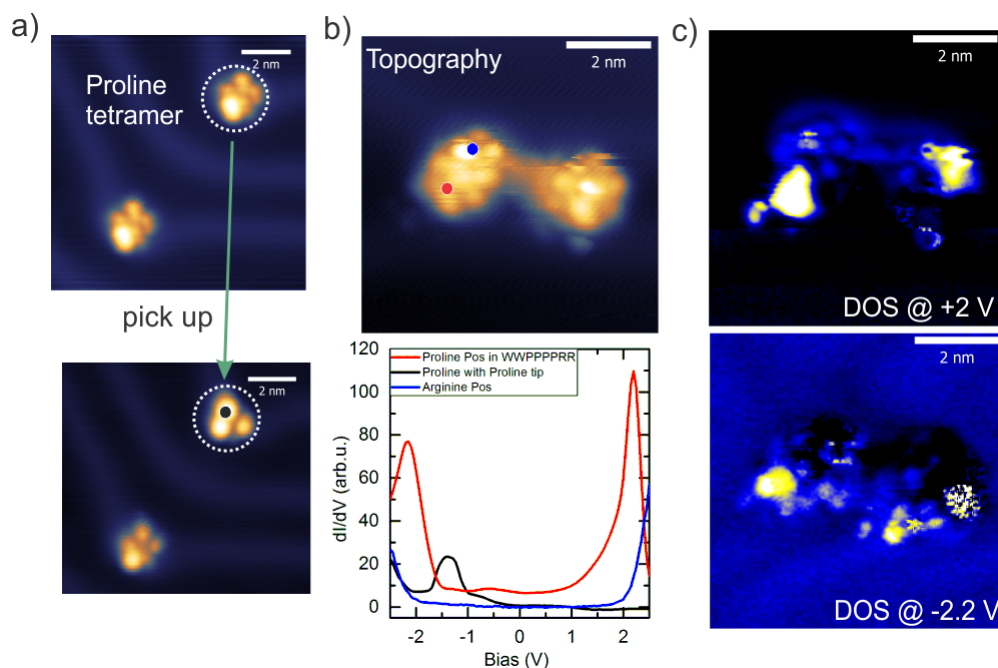 a)
2 nm
Proline
tetramer
pick up
2 nm
b)
Topography
2 nm
Proline Pos in WWPPPPRR
Proline with Proline tip
Arginine Pos
120
100
80
60
40
20
0
dI/dV (arb.u.)
-2 -1 0 1 2
Bias (V)
c)
2 nm
DOS @ +2 V
2 nm
DOS @ -2.2 V